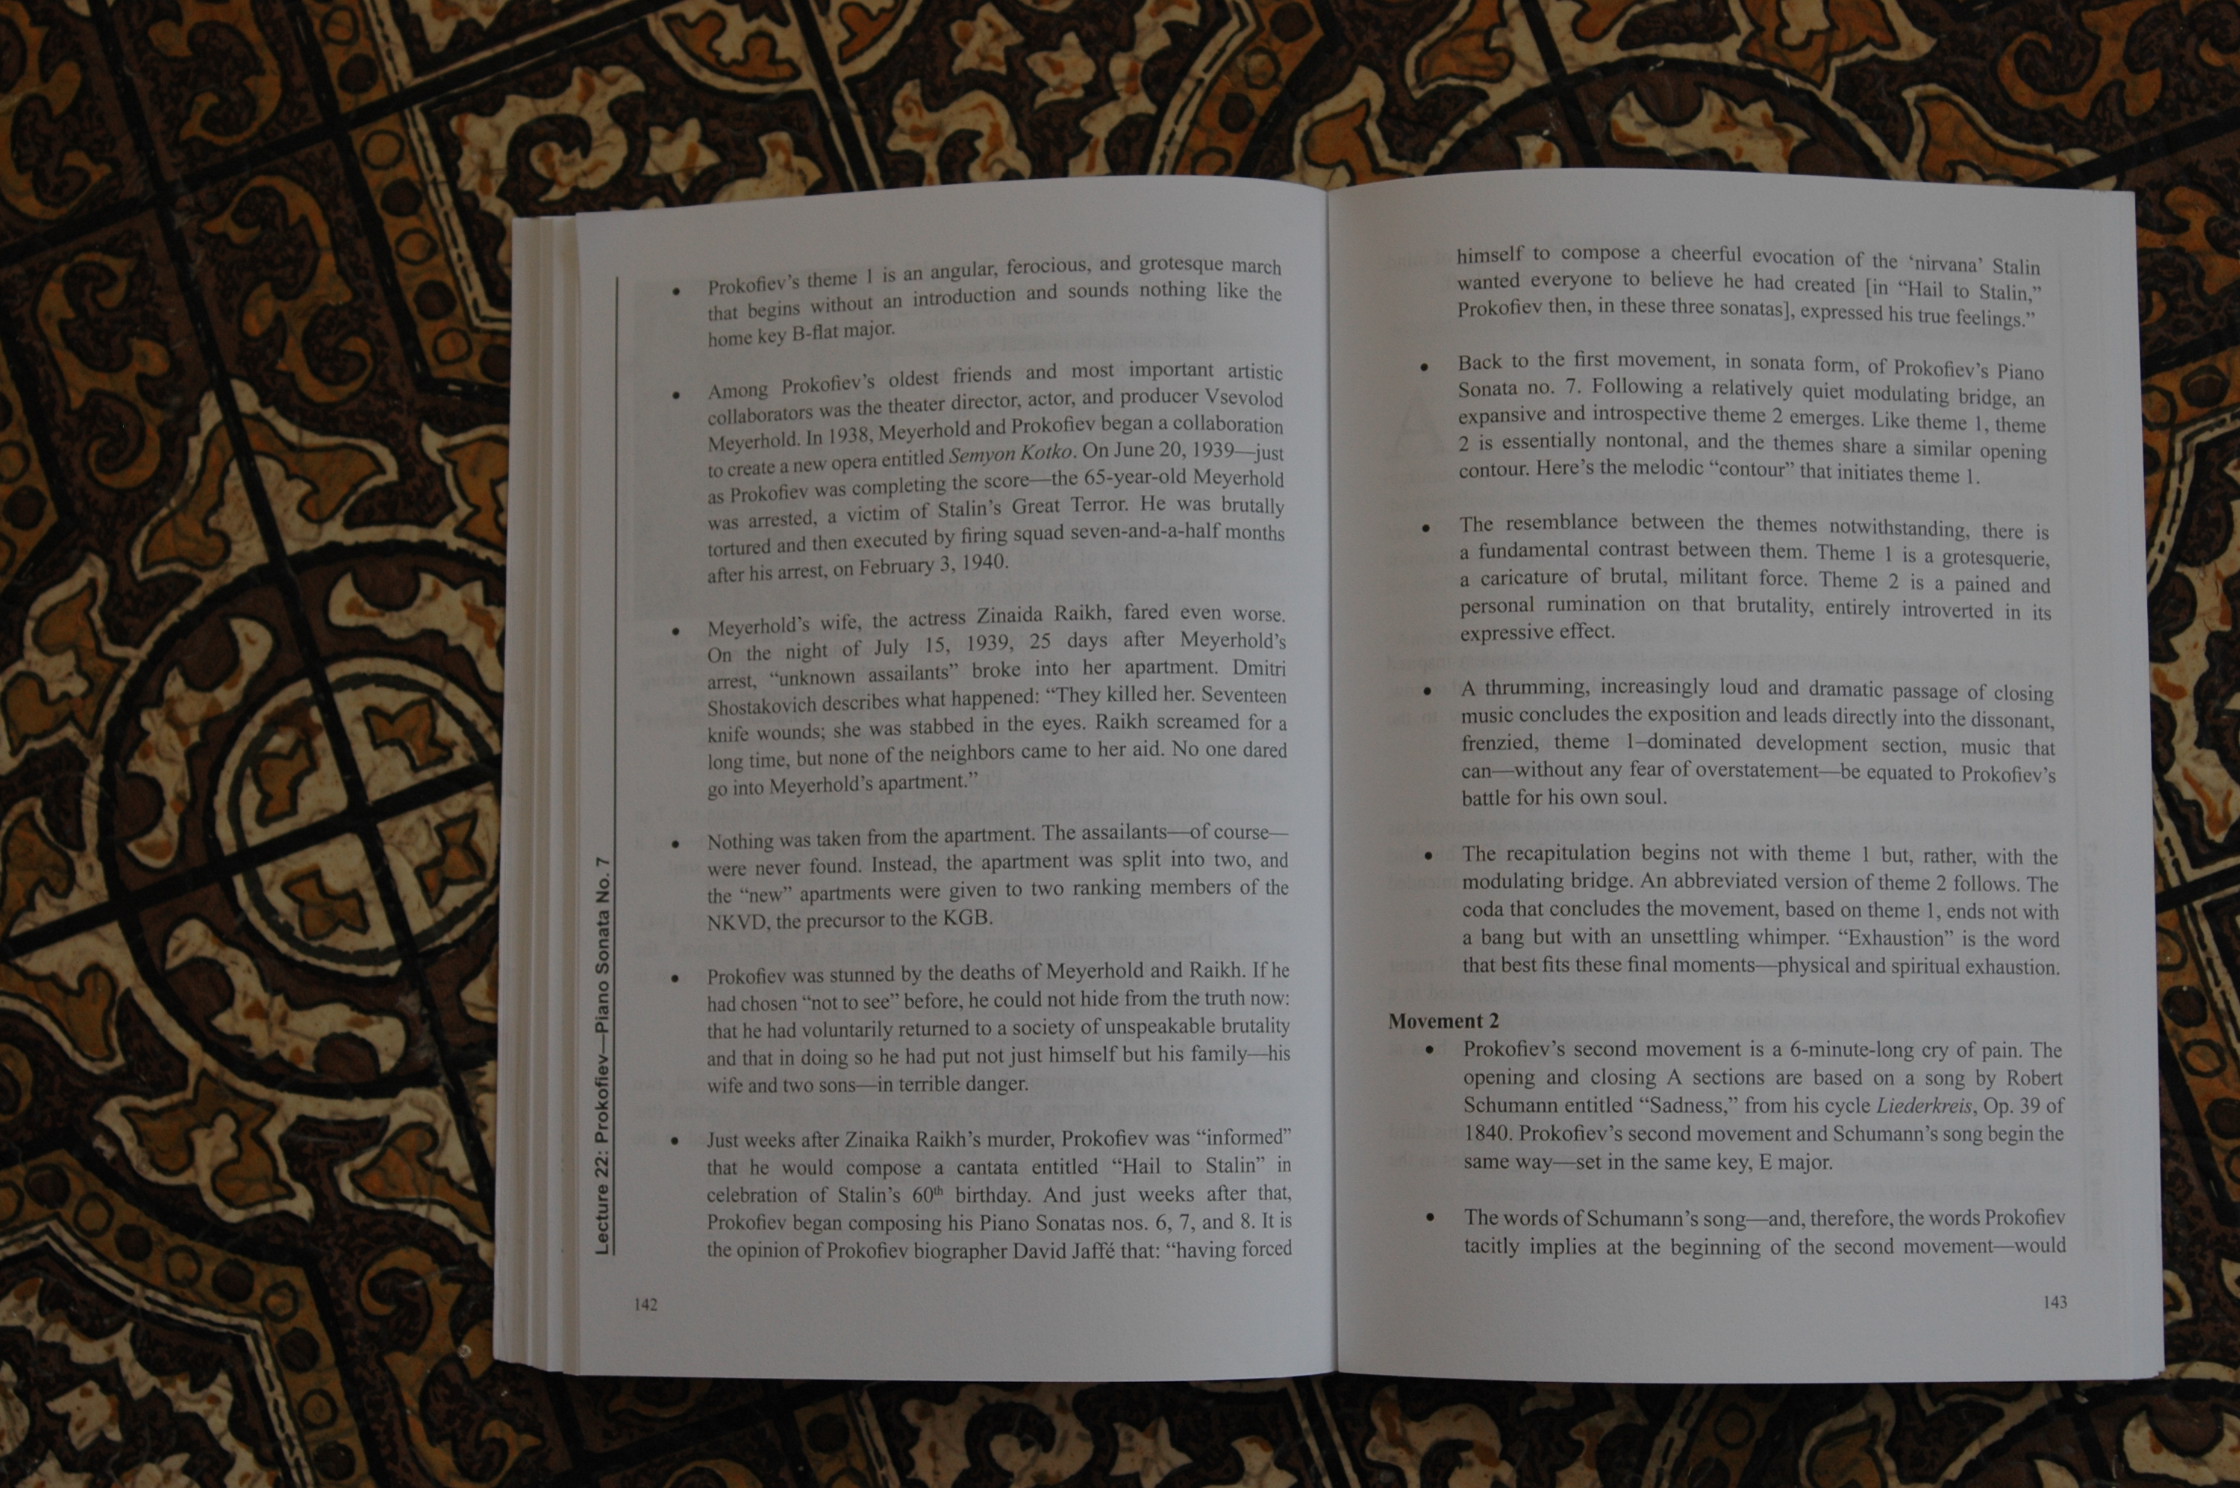 Lecture 22: Prokofiev—Piano Sonata No. 7
• Prokofiev's theme 1 is an angular, ferocious, and grotesque march
that begins without an introduction and sounds nothing like the
home key B-flat major.
• Among Prokofiev's oldest friends and most important artistic
collaborators was the theater director, actor, and producer Vsevolod
Meyerhold. In 1938, Meyerhold and Prokofiev began a collaboration
to create a new opera entitled Semyon Kotko. On June 20, 1939—just
as Prokofiev was completing the score—the 65-year-old Meyerhold
was arrested, a victim of Stalin's Great Terror. He was brutally
tortured and then executed by firing squad seven-and-a-half months
after his arrest, on February 3, 1940.
• Meyerhold's wife, the actress Zinaida Raikh, fared even worse.
On the night of July 15, 1939, 25 days after Meyerhold's
arrest, “unknown assailants” broke into her apartment. Dmitri
Shostakovich describes what happened: “They killed her. Seventeen
knife wounds; she was stabbed in the eyes. Raikh screamed for a
long time, but none of the neighbors came to her aid. No one dared
go into Meyerhold's apartment.”
• Nothing was taken from the apartment. The assailants—of course—
were never found. Instead, the apartment was split into two, and
the “new” apartments were given to two ranking members of the
NKVD, the precursor to the KGB.
• Prokofiev was stunned by the deaths of Meyerhold and Raikh. If he
had chosen “not to see” before, he could not hide from the truth now:
that he had voluntarily returned to a society of unspeakable brutality
and that in doing so he had put not just himself but his family—his
wife and two sons—in terrible danger.
• Just weeks after Zinaika Raikh's murder, Prokofiev was “informed”
that he would compose a cantata entitled “Hail to Stalin” in
celebration of Stalin's 60th birthday. And just weeks after that,
Prokofiev began composing his Piano Sonatas nos. 6, 7, and 8. It is
the opinion of Prokofiev biographer David Jaffé that: “having forced
142
himself to compose a cheerful evocation of the ‘nirvana’ Stalin
wanted everyone to believe he had created [in “Hail to Stalin,”
Prokofiev then, in these three sonatas], expressed his true feelings.”
• Back to the first movement, in sonata form, of Prokofiev's Piano
Sonata no. 7. Following a relatively quiet modulating bridge, an
expansive and introspective theme 2 emerges. Like theme 1, theme
2 is essentially nontonal, and the themes share a similar opening
contour. Here's the melodic “contour” that initiates theme 1.
• The resemblance between the themes notwithstanding, there is
a fundamental contrast between them. Theme 1 is a grotesquerie,
a caricature of brutal, militant force. Theme 2 is a pained and
personal rumination on that brutality, entirely introverted in its
expressive effect.
• A thrumming, increasingly loud and dramatic passage of closing
music concludes the exposition and leads directly into the dissonant,
frenzied, theme 1–dominated development section, music that
can—without any fear of overstatement—be equated to Prokofiev's
battle for his own soul.
• The recapitulation begins not with theme 1 but, rather, with the
modulating bridge. An abbreviated version of theme 2 follows. The
coda that concludes the movement, based on theme 1, ends not with
a bang but with an unsettling whimper. “Exhaustion” is the word
that best fits these final moments—physical and spiritual exhaustion.
Movement 2
• Prokofiev's second movement is a 6-minute-long cry of pain. The
opening and closing A sections are based on a song by Robert
Schumann entitled “Sadness,” from his cycle Liederkreis, Op. 39 of
1840. Prokofiev's second movement and Schumann's song begin the
same way—set in the same key, E major.
• The words of Schumann's song—and, therefore, the words Prokofiev
tacitly implies at the beginning of the second movement—would
143